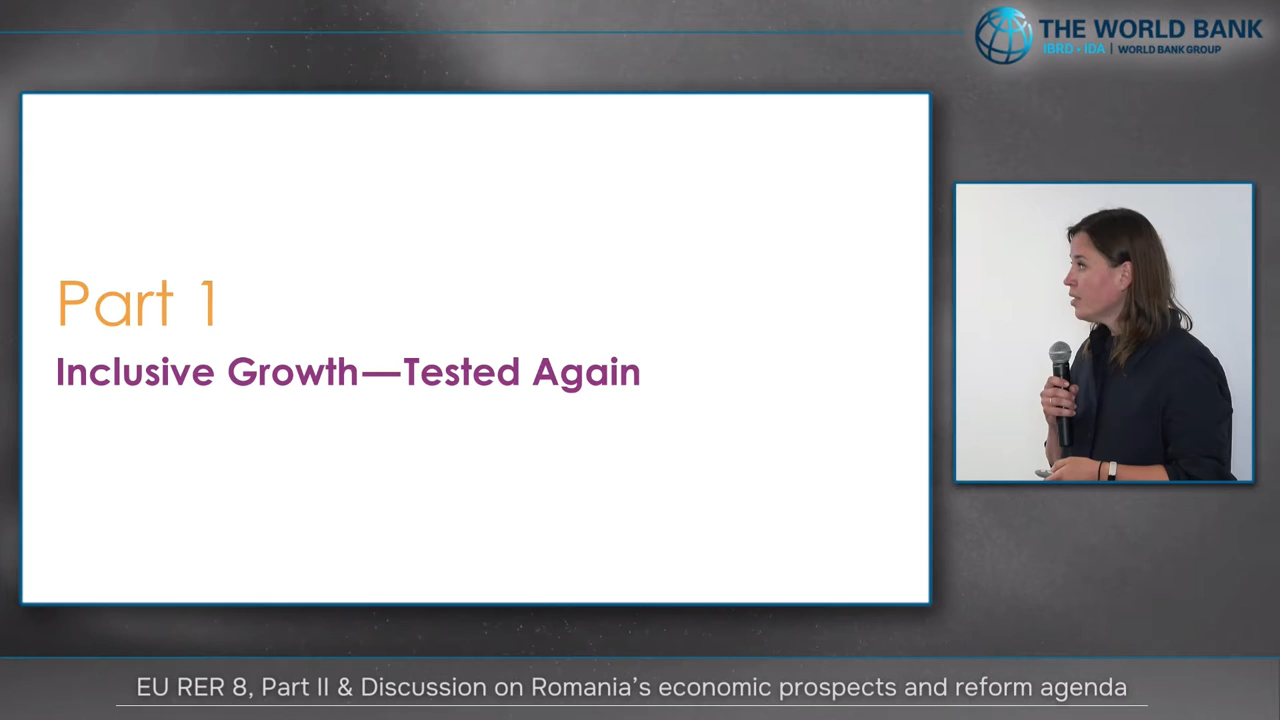 THE WORLD BANK
IBRD • IDA | WORLD BANK GROUP
Part 1
Inclusive Growth—Tested Again
EU RER 8, Part II & Discussion on Romania's economic prospects and reform agenda